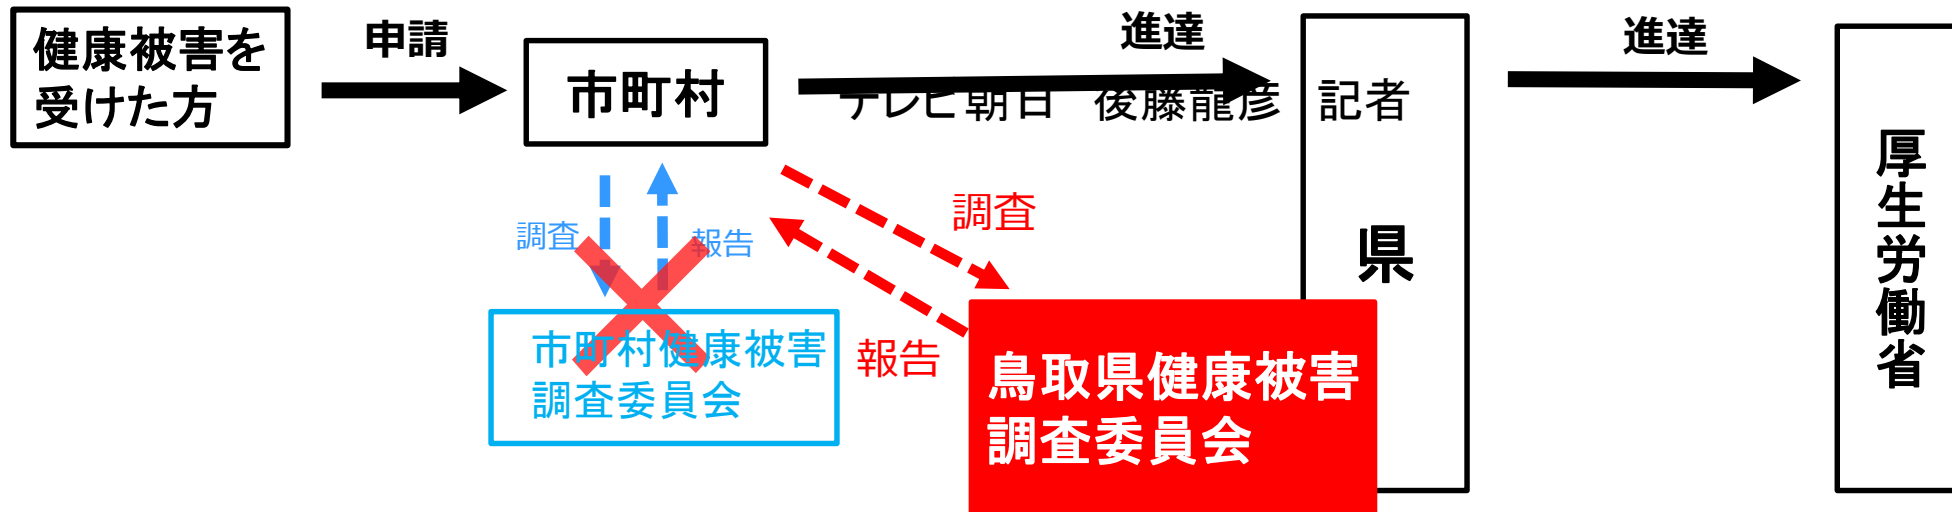 健康被害を
受けた方
申請
市町村
進達
テレビ朝日　後藤龍彦　記者
進達
県
厚生労働省
調査
報告
調査
報告
市町村健康被害
調査委員会
鳥取県健康被害
調査委員会